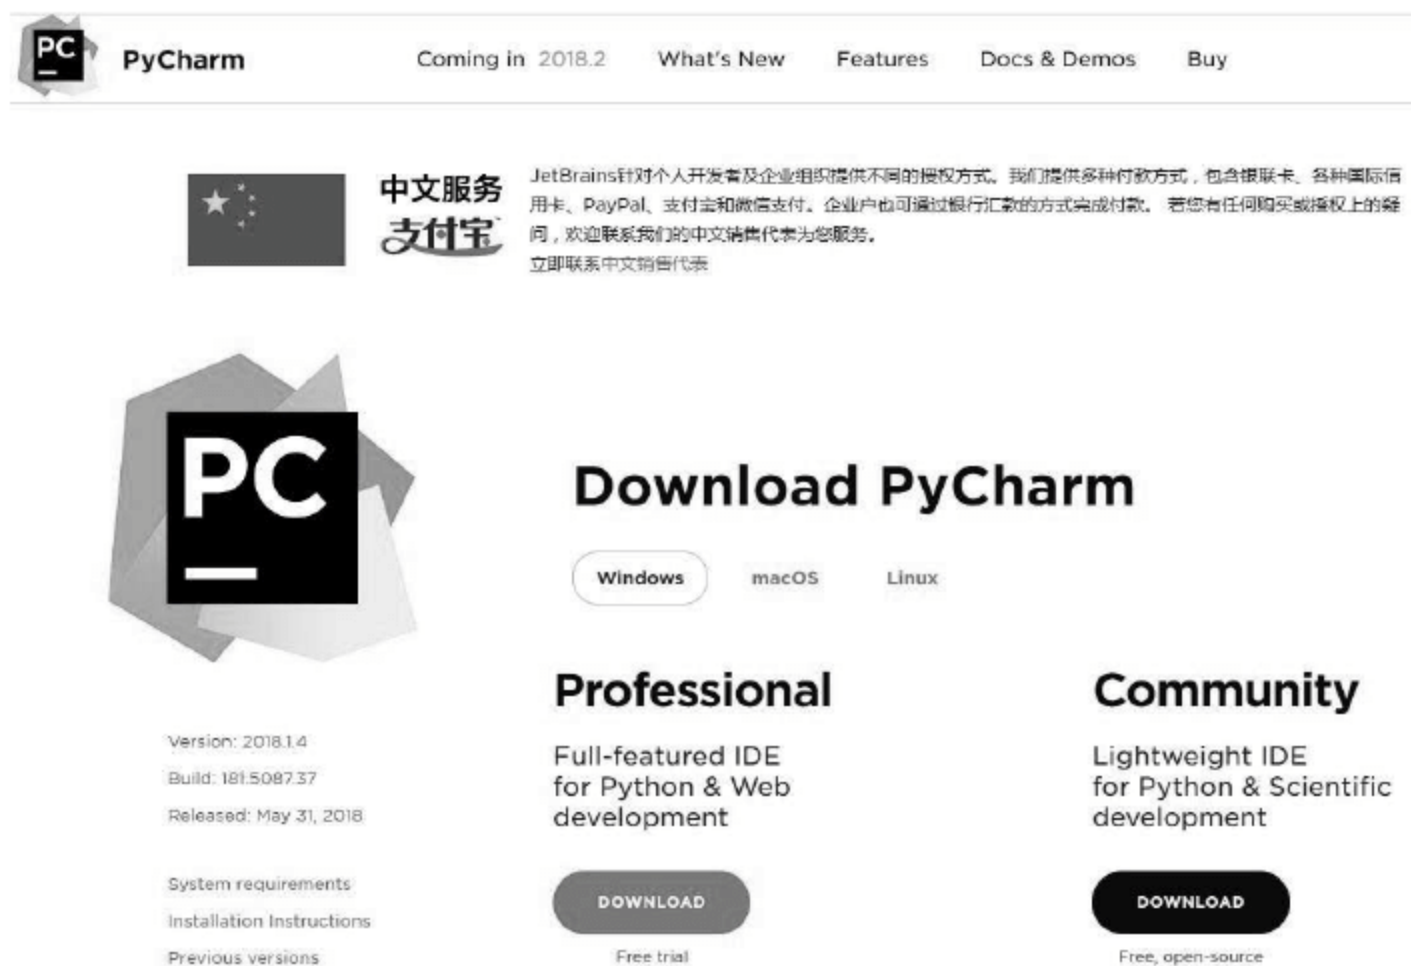 PC
PyCharm
Coming in 2018.2
What's New
Features
Docs & Demos
Buy
中文服务
支付宝
JetBrains针对个人开发者及企业组织提供不同的授权方式。我们提供多种付款方式，包含银联卡、各种国际信
用卡、PayPal、支付宝和微信支付。企业户也可通过银行汇款的方式完成付款。 若您有任何购买或授权上的疑
问，欢迎联系我们的中文销售代表为您服务。
立即联系中文销售代表
PC
Download PyCharm
Windows
macOS
Linux
Version: 2018.1.4
Build: 181.5087.37
Released: May 31, 2018
System requirements
Installation Instructions
Previous versions
Professional
Full-featured IDE
for Python & Web
development
DOWNLOAD
Free trial
Community
Lightweight IDE
for Python & Scientific
development
DOWNLOAD
Free, open-source